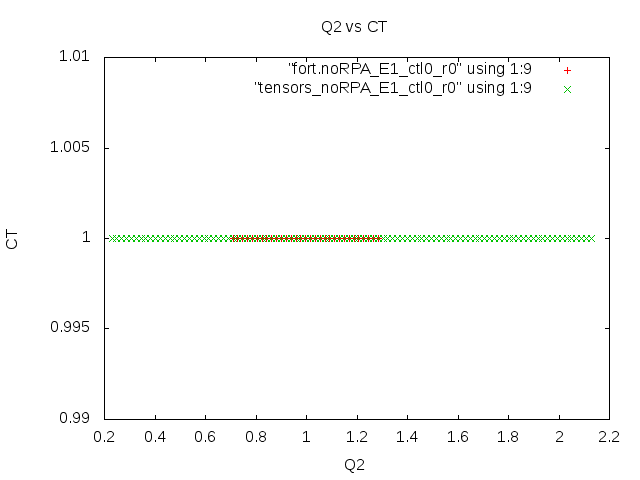 Q2 vs CT
"fort.noRPA_E1_ctl0_r0" using 1:9
"tensors_noRPA_E1_ctl0_r0" using 1:9
1.01
1.005
1
0.995
0.99
CT
0.2 0.4 0.6 0.8 1 1.2 1.4 1.6 1.8 2 2.2
Q2